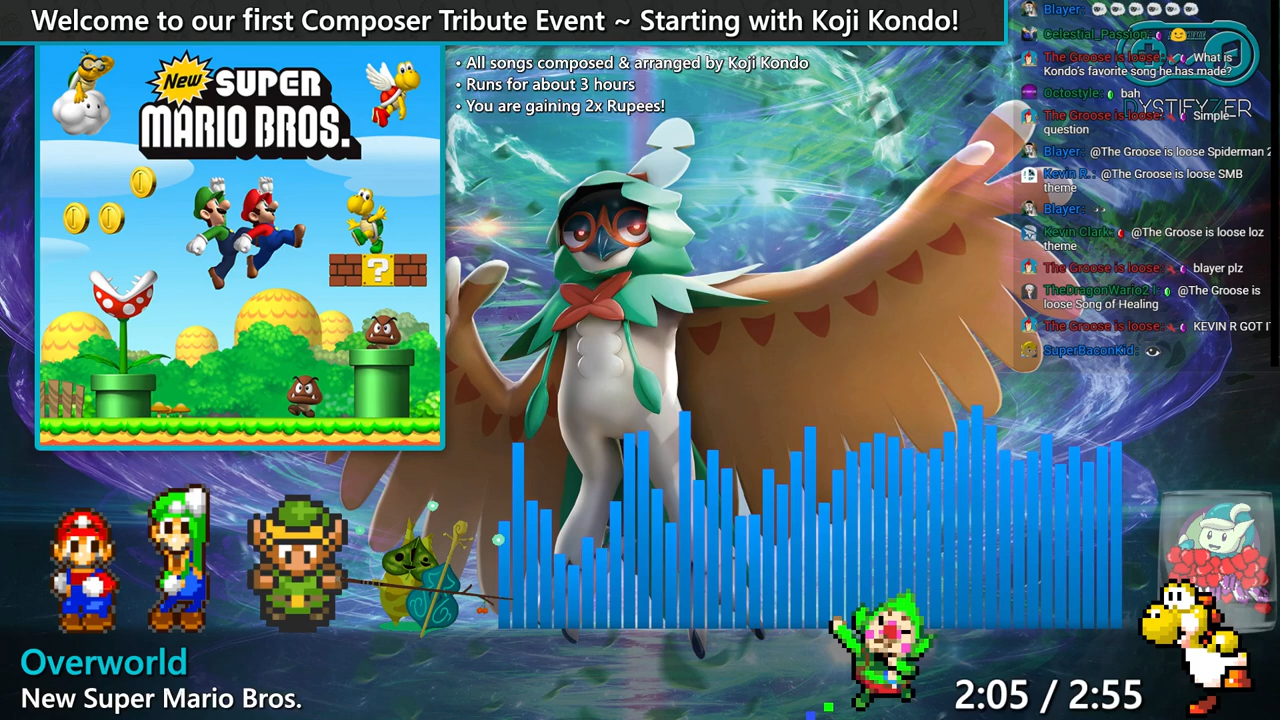 Welcome to our first Composer Tribute Event ~ Starting with Koji Kondo!
New
SUPER
MARIO BROS.
?
• All songs composed & arranged by Koji Kondo
• Runs for about 3 hours
• You are gaining 2x Rupees!
Blayer:
Celestial_Passion:
The Groose is loose: What is
Kondo's favorite song he has made?
Octostyle: bah
The Groose is loose: Simple
question
Blayer: @The Groose is loose Spiderman 2
Kevin R.: @The Groose is loose SMB
theme
Blayer:
Kevin Clark: @The Groose is loose loz
theme
The Groose is loose: blayer plz
TheDragonWario2 : @The Groose is
loose Song of Healing
The Groose is loose: KEVIN R GOT
SuperBaconKid:
DYSTIFYZER
Overworld
New Super Mario Bros.
2:05 / 2:55